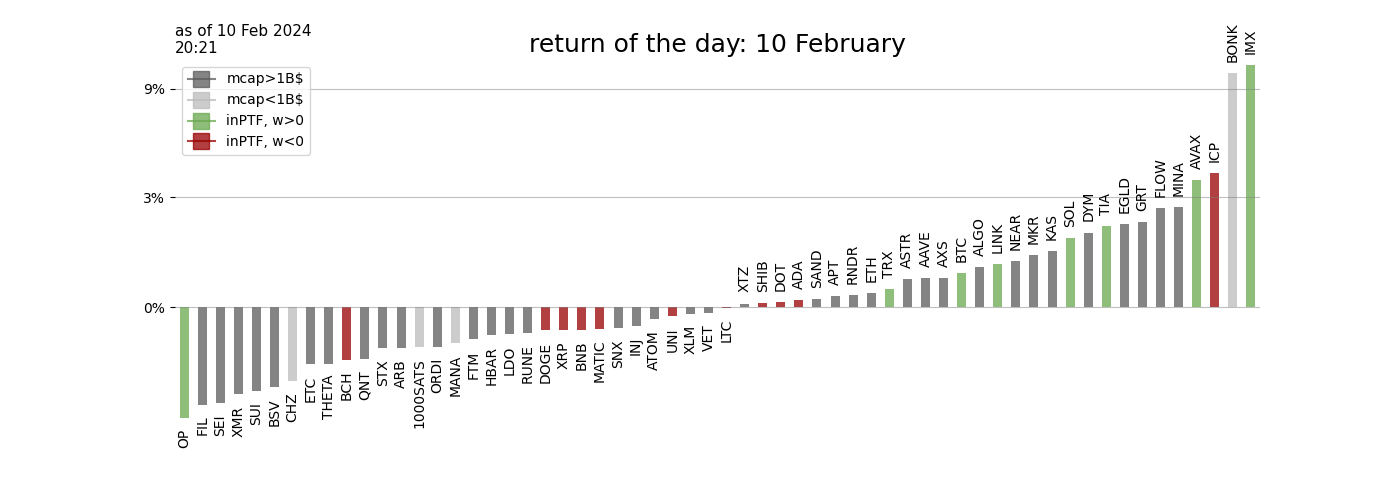 as of 10 Feb 2024
20:21
return of the day: 10 February
mcap>1B$
mcap<1B$
inPTF, w>0
inPTF, w<0
9%
3%
0%
OP
FIL
SEI
XMR
SUI
BSV
CHZ
ETC
THETA
BCH
QNT
STX
ARB
1000SATS
ORDI
MANA
FTM
HBAR
LDO
RUNE
DOGE
XRP
BNB
MATIC
SNX
INJ
ATOM
UNI
XLM
VET
LTC
XTZ
SHIB
DOT
ADA
SAND
APT
RNDR
ETH
TRX
ASTR
AAVE
AXS
BTC
ALGO
LINK
NEAR
MKR
KAS
SOL
DYM
TIA
EGLD
GRT
FLOW
MINA
AVAX
ICP
BONK
IMX